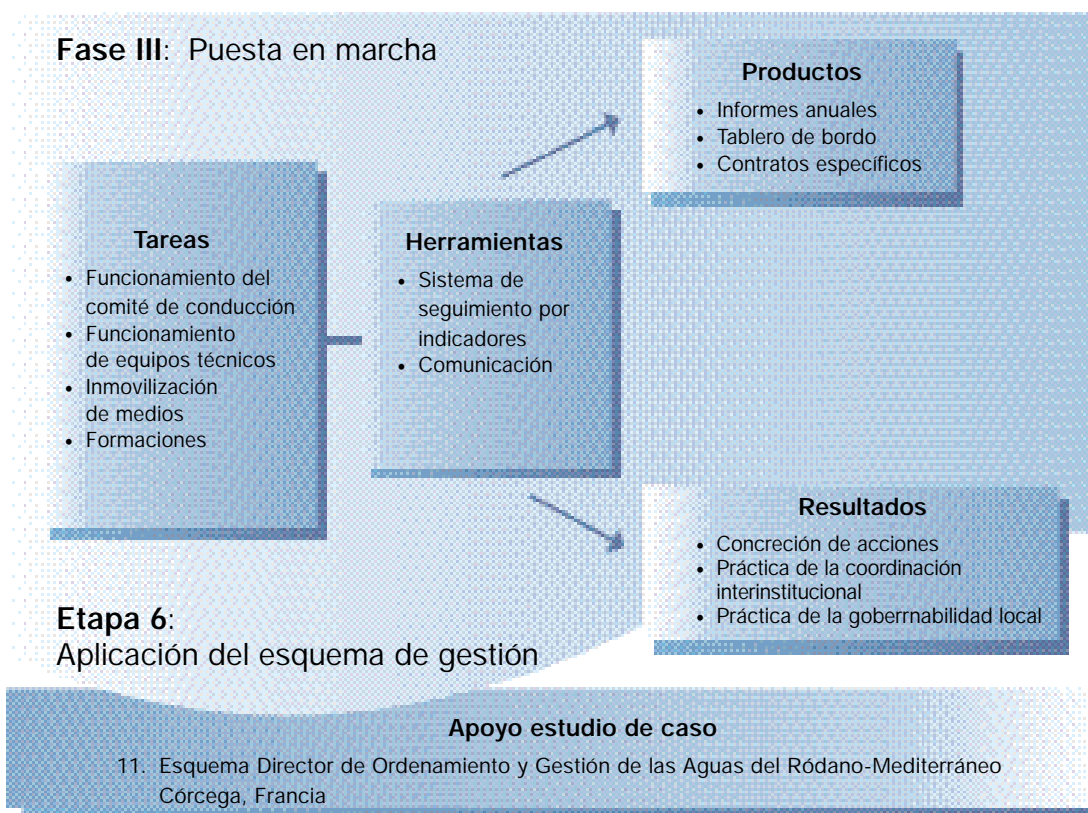 Fase III: Puesta en marcha
Productos
• Informes anuales
• Tablero de bordo
• Contratos específicos
Tareas
• Funcionamiento del
comité de conducción
• Funcionamiento
de equipos técnicos
• Inmovilización
de medios
• Formaciones
Herramientas
• Sistema de
seguimiento por
indicadores
• Comunicación
Resultados
• Concreción de acciones
• Práctica de la coordinación
interinstitucional
• Práctica de la goberrnabilidad local
Etapa 6:
Aplicación del esquema de gestión
Apoyo estudio de caso
11. Esquema Director de Ordenamiento y Gestión de las Aguas del Ródano-Mediterráneo
Córcega, Francia